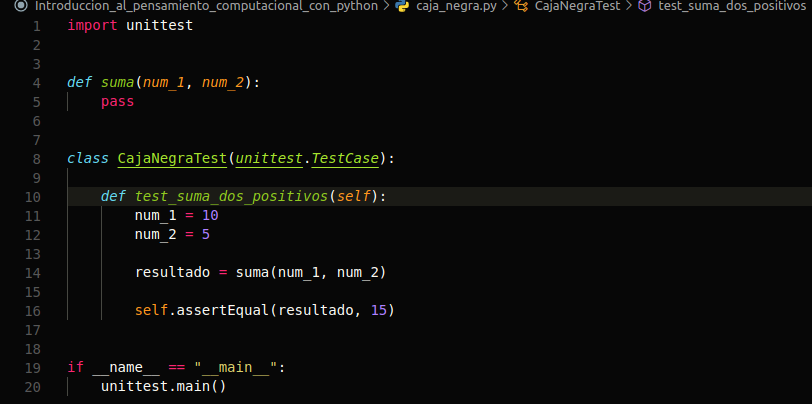 Introduccion_al_pensamiento_computacional_con_python > caja_negra.py > CajaNegraTest > test_suma_dos_positivos
1 import unittest
2
3
4 def suma(num_1, num_2):
5     pass
6
7
8 class CajaNegraTest(unittest.TestCase):
9
10     def test_suma_dos_positivos(self):
11         num_1 = 10
12         num_2 = 5
13
14         resultado = suma(num_1, num_2)
15
16         self.assertEqual(resultado, 15)
17
18
19 if __name__ == "__main__":
20     unittest.main()